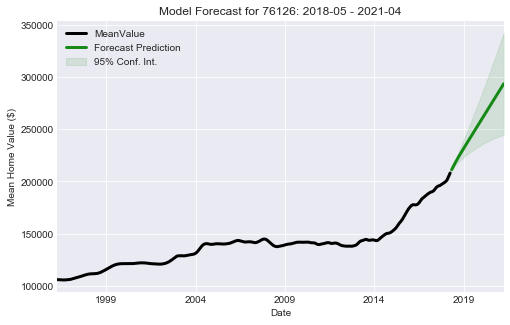 Model Forecast for 76126: 2018-05 - 2021-04
MeanValue
Forecast Prediction
95% Conf. Int.
350000
300000
250000
200000
150000
100000
Mean Home Value ($)
1999 2004 2009 2014 2019
Date